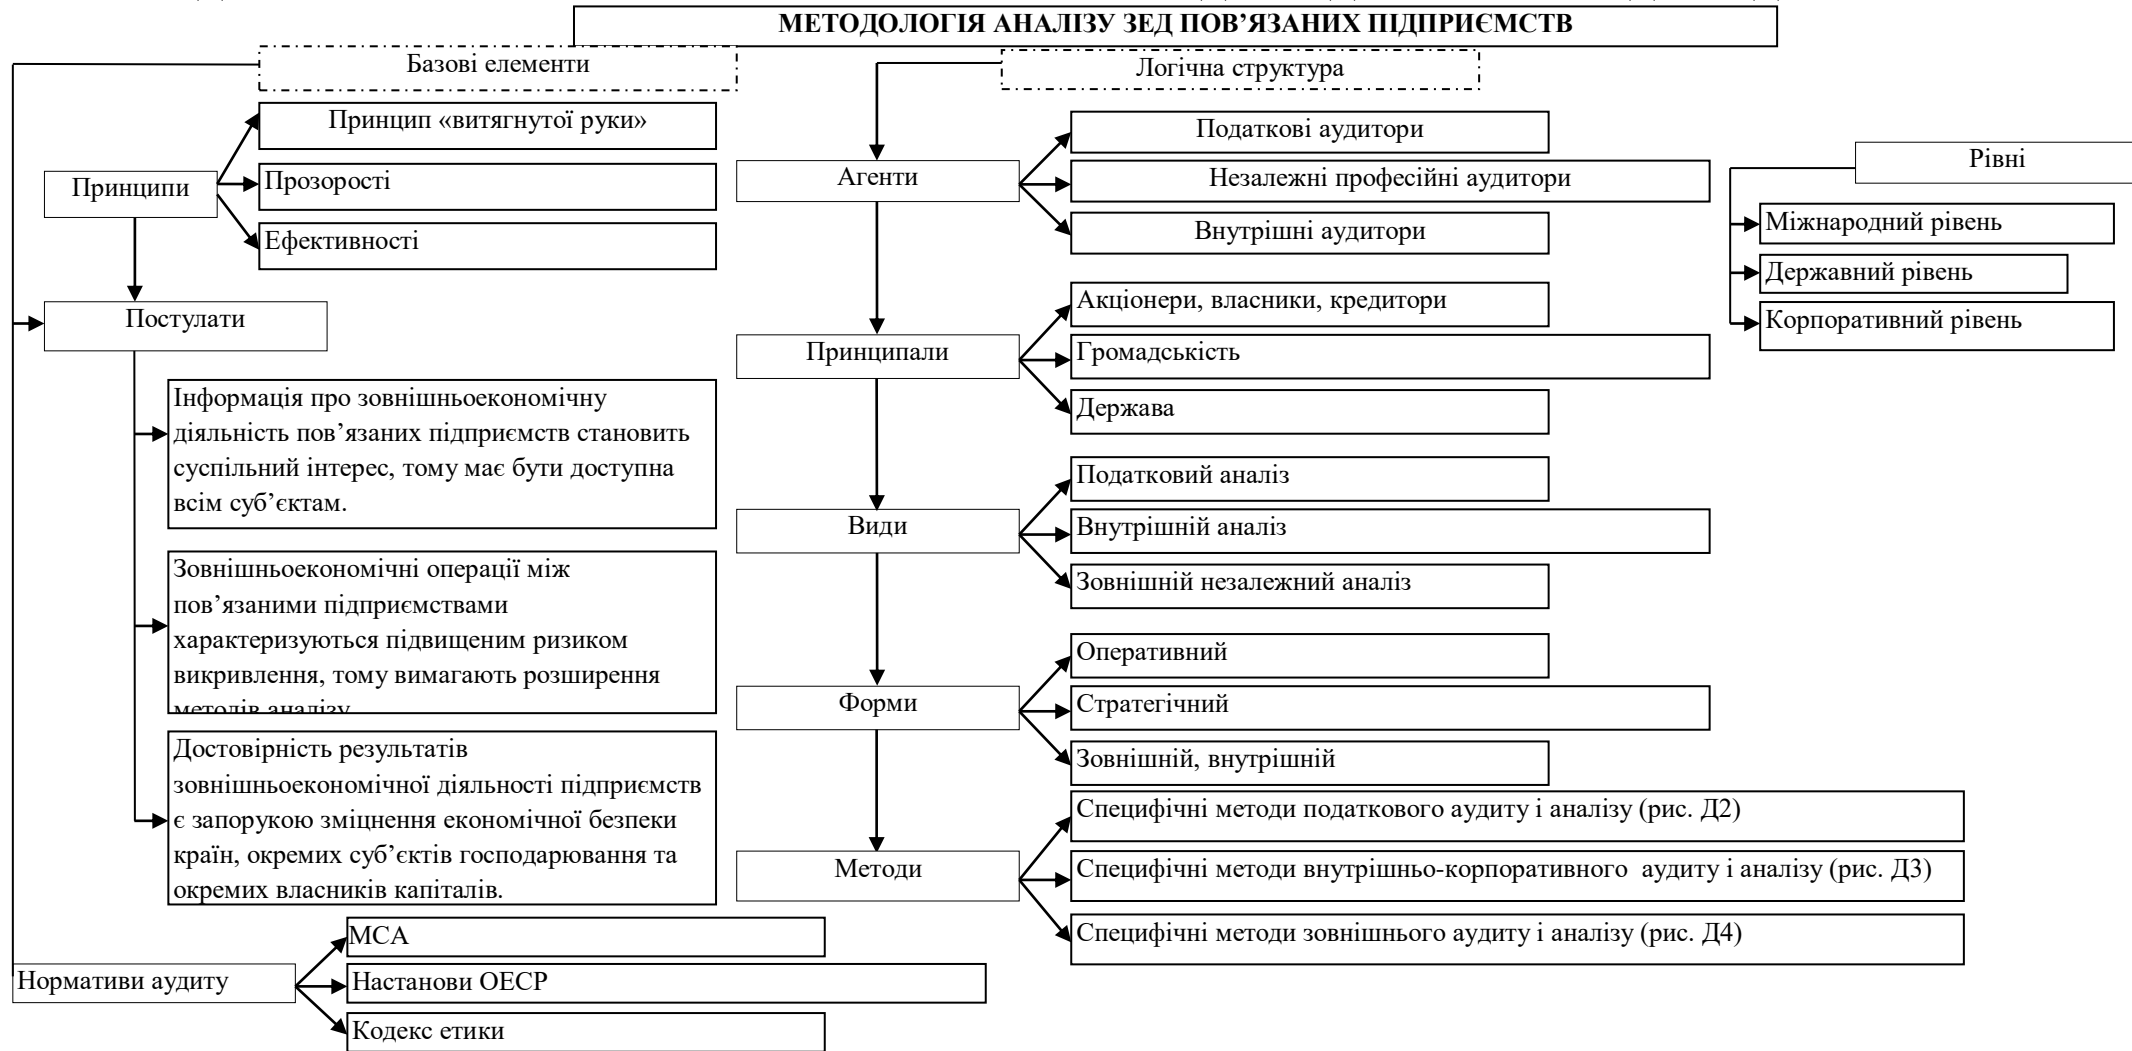 МЕТОДОЛОГІЯ АНАЛІЗУ ЗЕД ПОВ’ЯЗАНИХ ПІДПРИЄМСТВ
Базові елементи
Принципи
Принцип «витягнутої руки»
Прозорості
Ефективності
Постулати
Інформація про зовнішньоекономічну
діяльність пов’язаних підприємств становить
суспільний інтерес, тому має бути доступна
всім суб’єктам.
Зовнішньоекономічні операції між
пов’язаними підприємствами
характеризуються підвищеним ризиком
викривлення, тому вимагають розширення
методів аналізу
Достовірність результатів
зовнішньоекономічної діяльності підприємств
є запорукою зміцнення економічної безпеки
країн, окремих суб’єктів господарювання та
окремих власників капіталів.
Нормативи аудиту
МСА
Настанови ОЕСР
Кодекс етики
Логічна структура
Агенти
Податкові аудитори
Незалежні професійні аудитори
Внутрішні аудитори
Принципали
Акціонери, власники, кредитори
Громадськість
Держава
Види
Податковий аналіз
Внутрішній аналіз
Зовнішній незалежний аналіз
Форми
Оперативний
Стратегічний
Зовнішній, внутрішній
Методи
Специфічні методи податкового аудиту і аналізу (рис. Д2)
Специфічні методи внутрішньо-корпоративного  аудиту і аналізу (рис. Д3)
Специфічні методи зовнішнього аудиту і аналізу (рис. Д4)
Рівні
Міжнародний рівень
Державний рівень
Корпоративний рівень